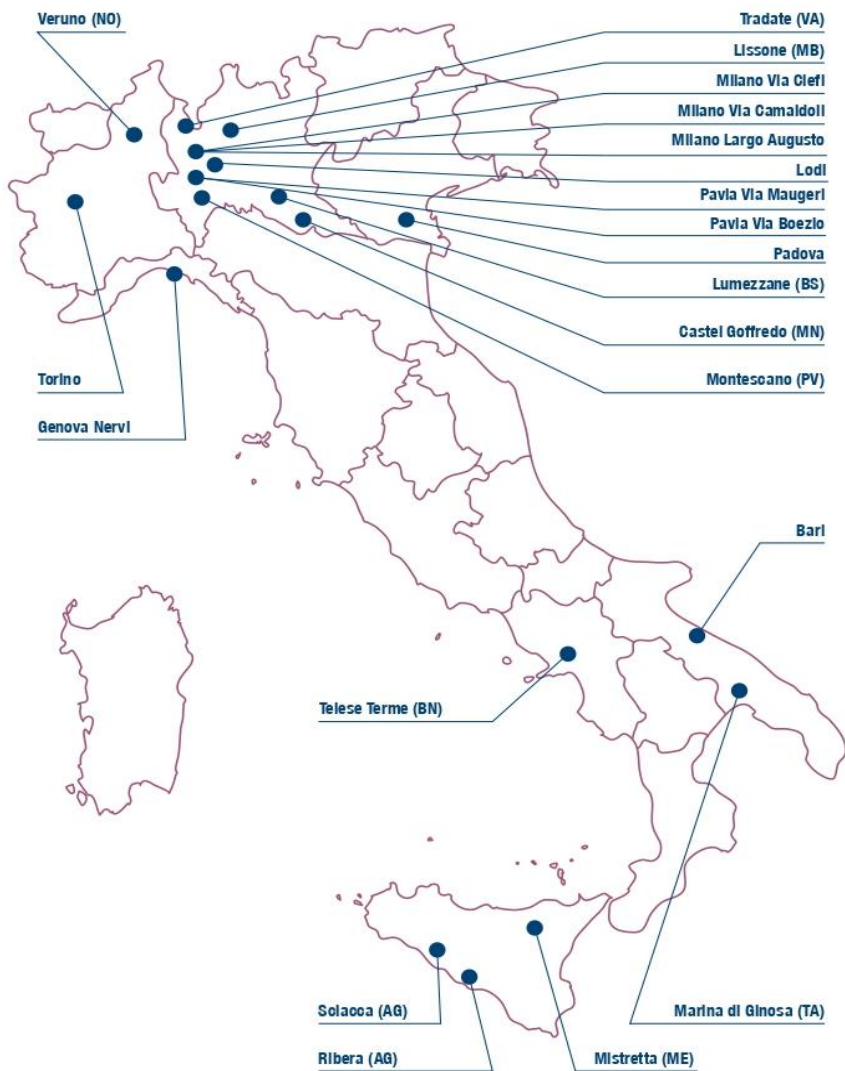 Veruno (NO)
Tradate (VA)
Lissone (MB)
Milano Via Clefi
Milano Via Camaldoli
Milano Largo Augusto
Lodi
Pavia Via Maugeri
Pavia Via Boezio
Padova
Lumezzane (BS)
Castel Goffredo (MN)
Montescano (PV)
Torino
Genova Nervi
Bari
Telese Terme (BN)
Sciacca (AG)
Ribera (AG)
Mistretta (ME)
Marina di Ginosa (TA)